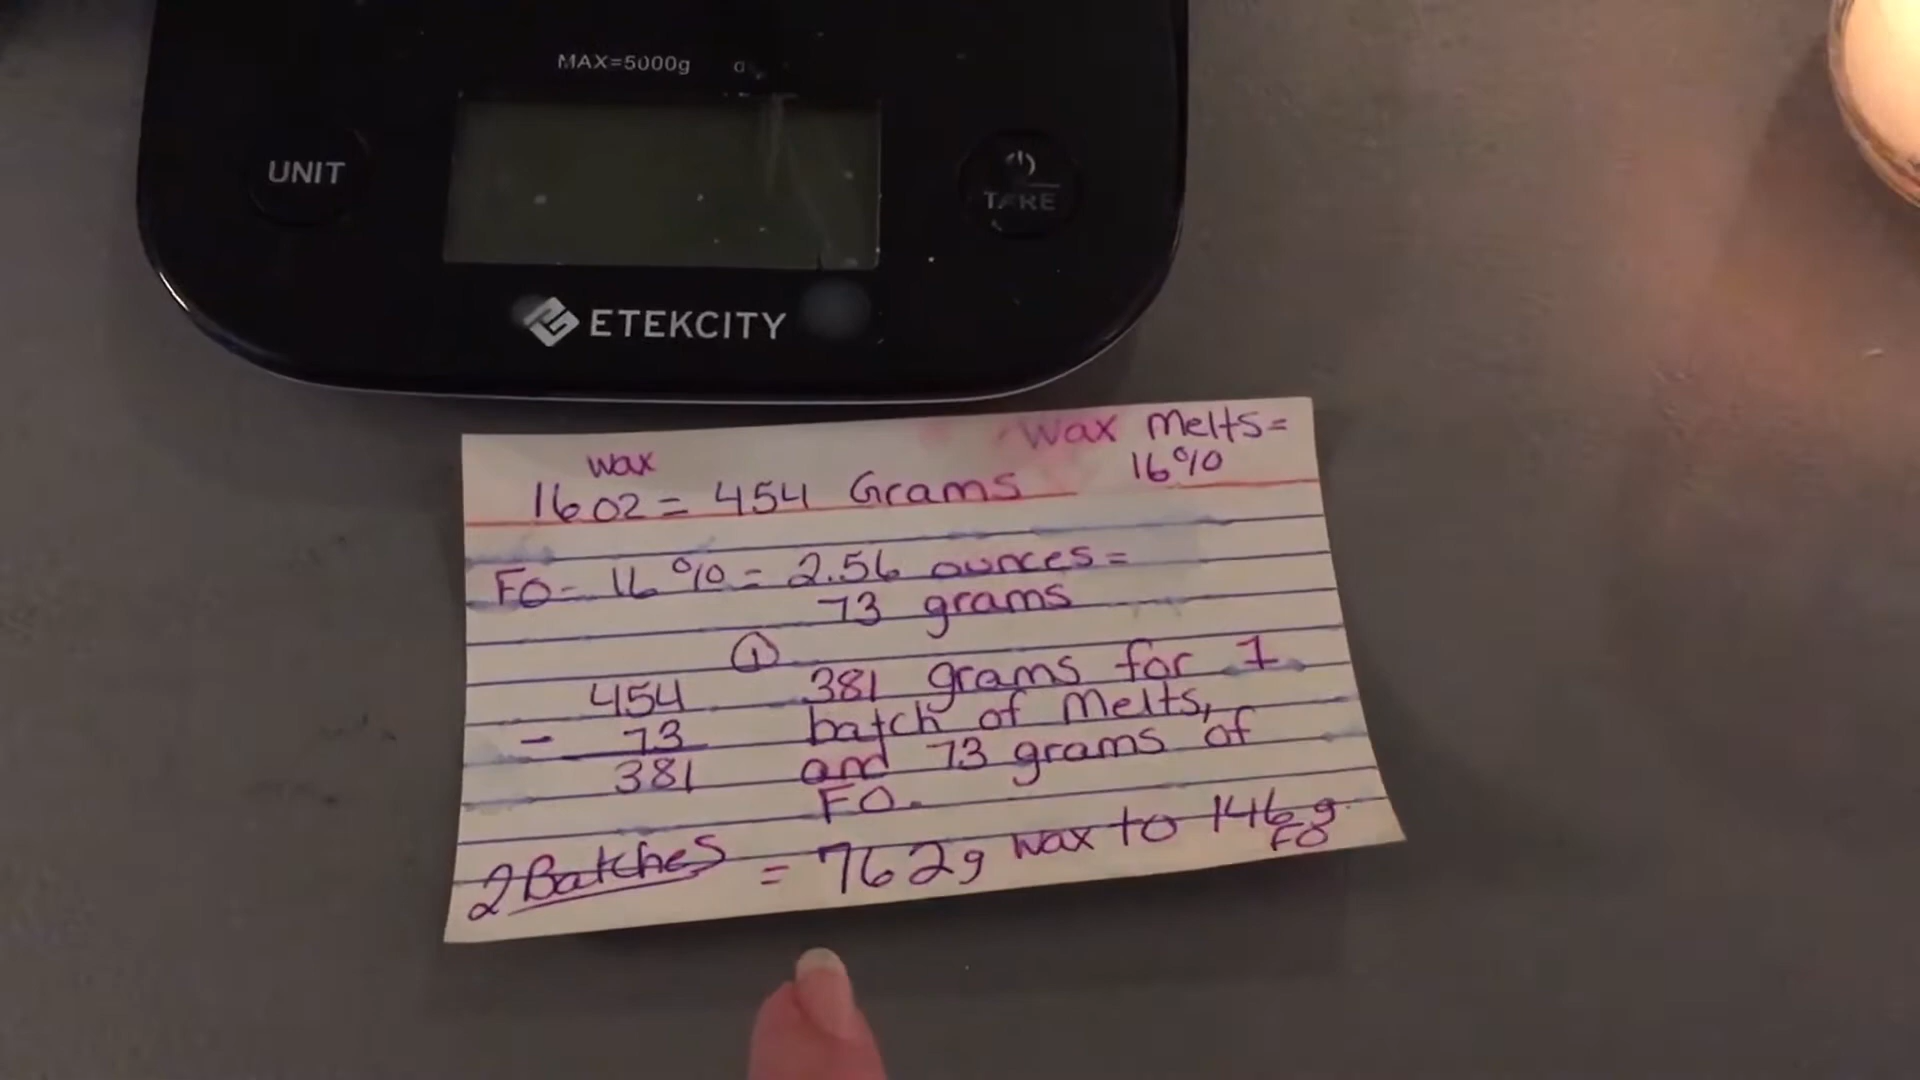 MAX=5000g
UNIT
TARE
ETEKCITY
wax melts=
16%
wax
16 oz = 454 Grams
FO- 16% = 2.56 ounces=
73 grams
1
454
- 73
381
381 grams for 1
batch of melts,
and 73 grams of
FO.
2 Batches = 762g wax to 146g
FO